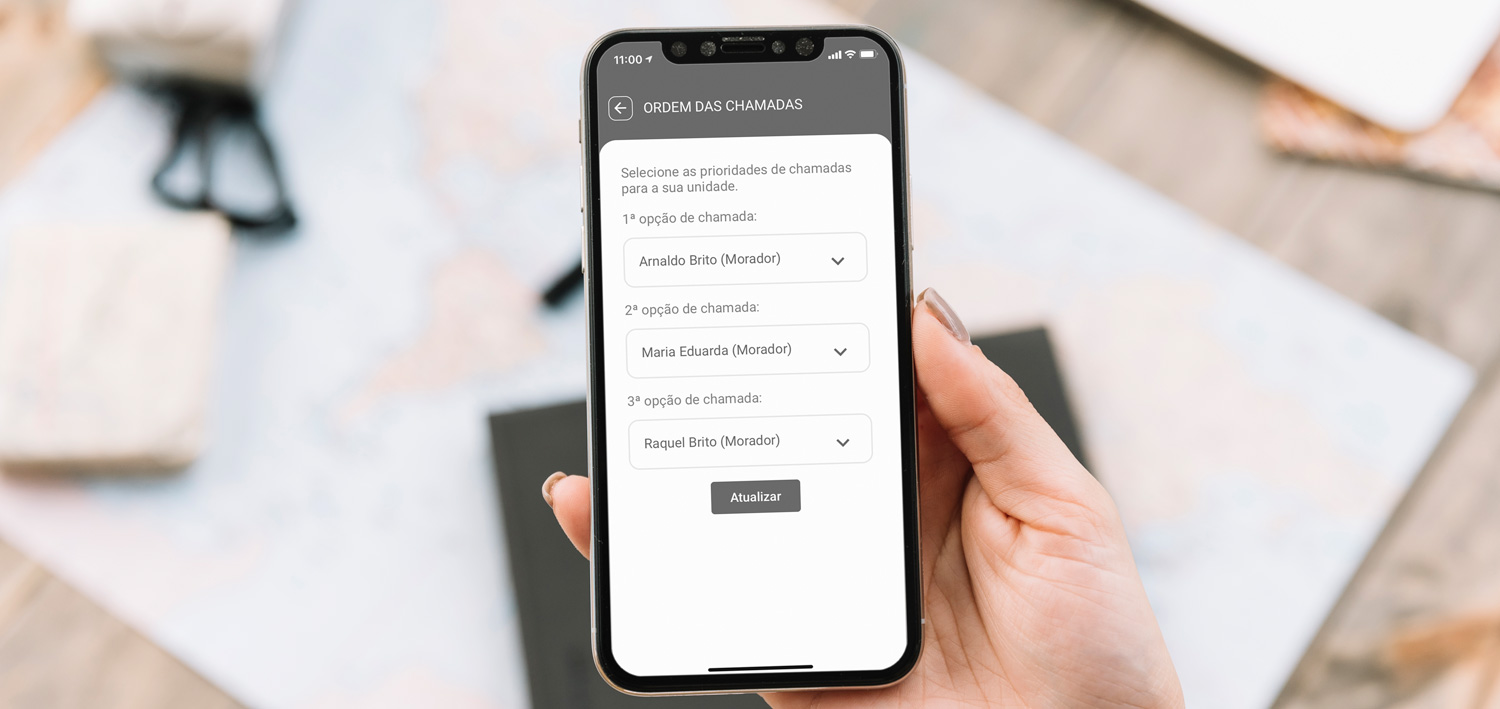 11:00
ORDEM DAS CHAMADAS
Selecione as prioridades de chamadas
para a sua unidade.
1ª opção de chamada:
Arnaldo Brito (Morador)
2ª opção de chamada:
Maria Eduarda (Morador)
3ª opção de chamada:
Raquel Brito (Morador)
Atualizar